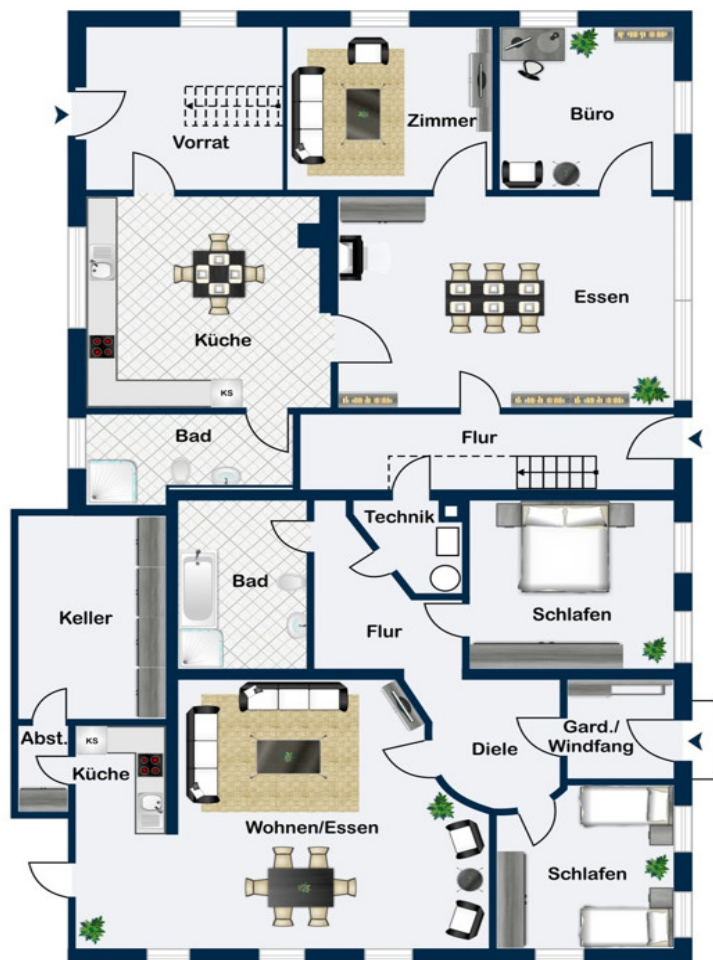 Vorrat
Zimmer
Büro
Küche
Essen
KS
Bad
Flur
Technik
Keller
Bad
Flur
Schlafen
Abst.
KS
Küche
Diele
Gard./
Windfang
Wohnen/Essen
Schlafen